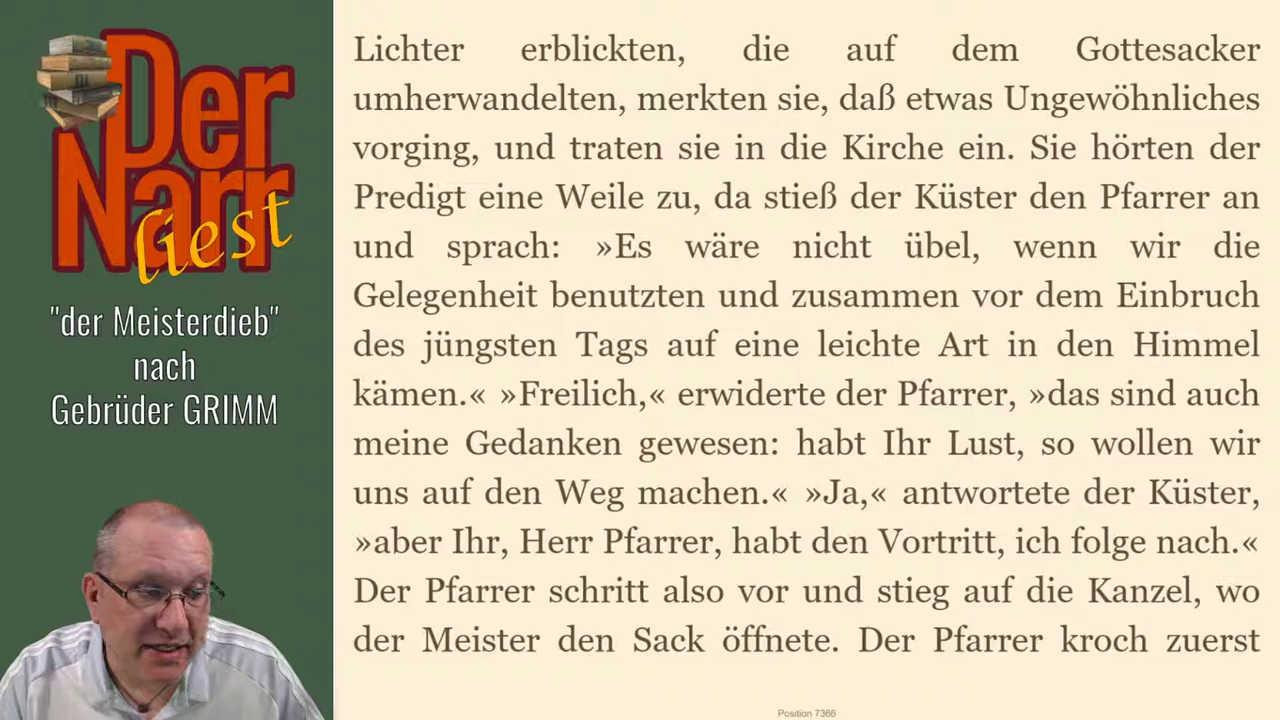 Der
Narr
liest
"der Meisterdieb"
nach
Gebrüder GRIMM
Lichter erblickten, die auf dem Gottesacker
umherwandelten, merkten sie, daß etwas Ungewöhnliches
vorging, und traten sie in die Kirche ein. Sie hörten der
Predigt eine Weile zu, da stieß der Küster den Pfarrer an
und sprach: »Es wäre nicht übel, wenn wir die
Gelegenheit benutzten und zusammen vor dem Einbruch
des jüngsten Tags auf eine leichte Art in den Himmel
kämen.« »Freilich,« erwiderte der Pfarrer, »das sind auch
meine Gedanken gewesen: habt Ihr Lust, so wollen wir
uns auf den Weg machen.« »Ja,« antwortete der Küster,
»aber Ihr, Herr Pfarrer, habt den Vortritt, ich folge nach.«
Der Pfarrer schritt also vor und stieg auf die Kanzel, wo
der Meister den Sack öffnete. Der Pfarrer kroch zuerst
Position 7366